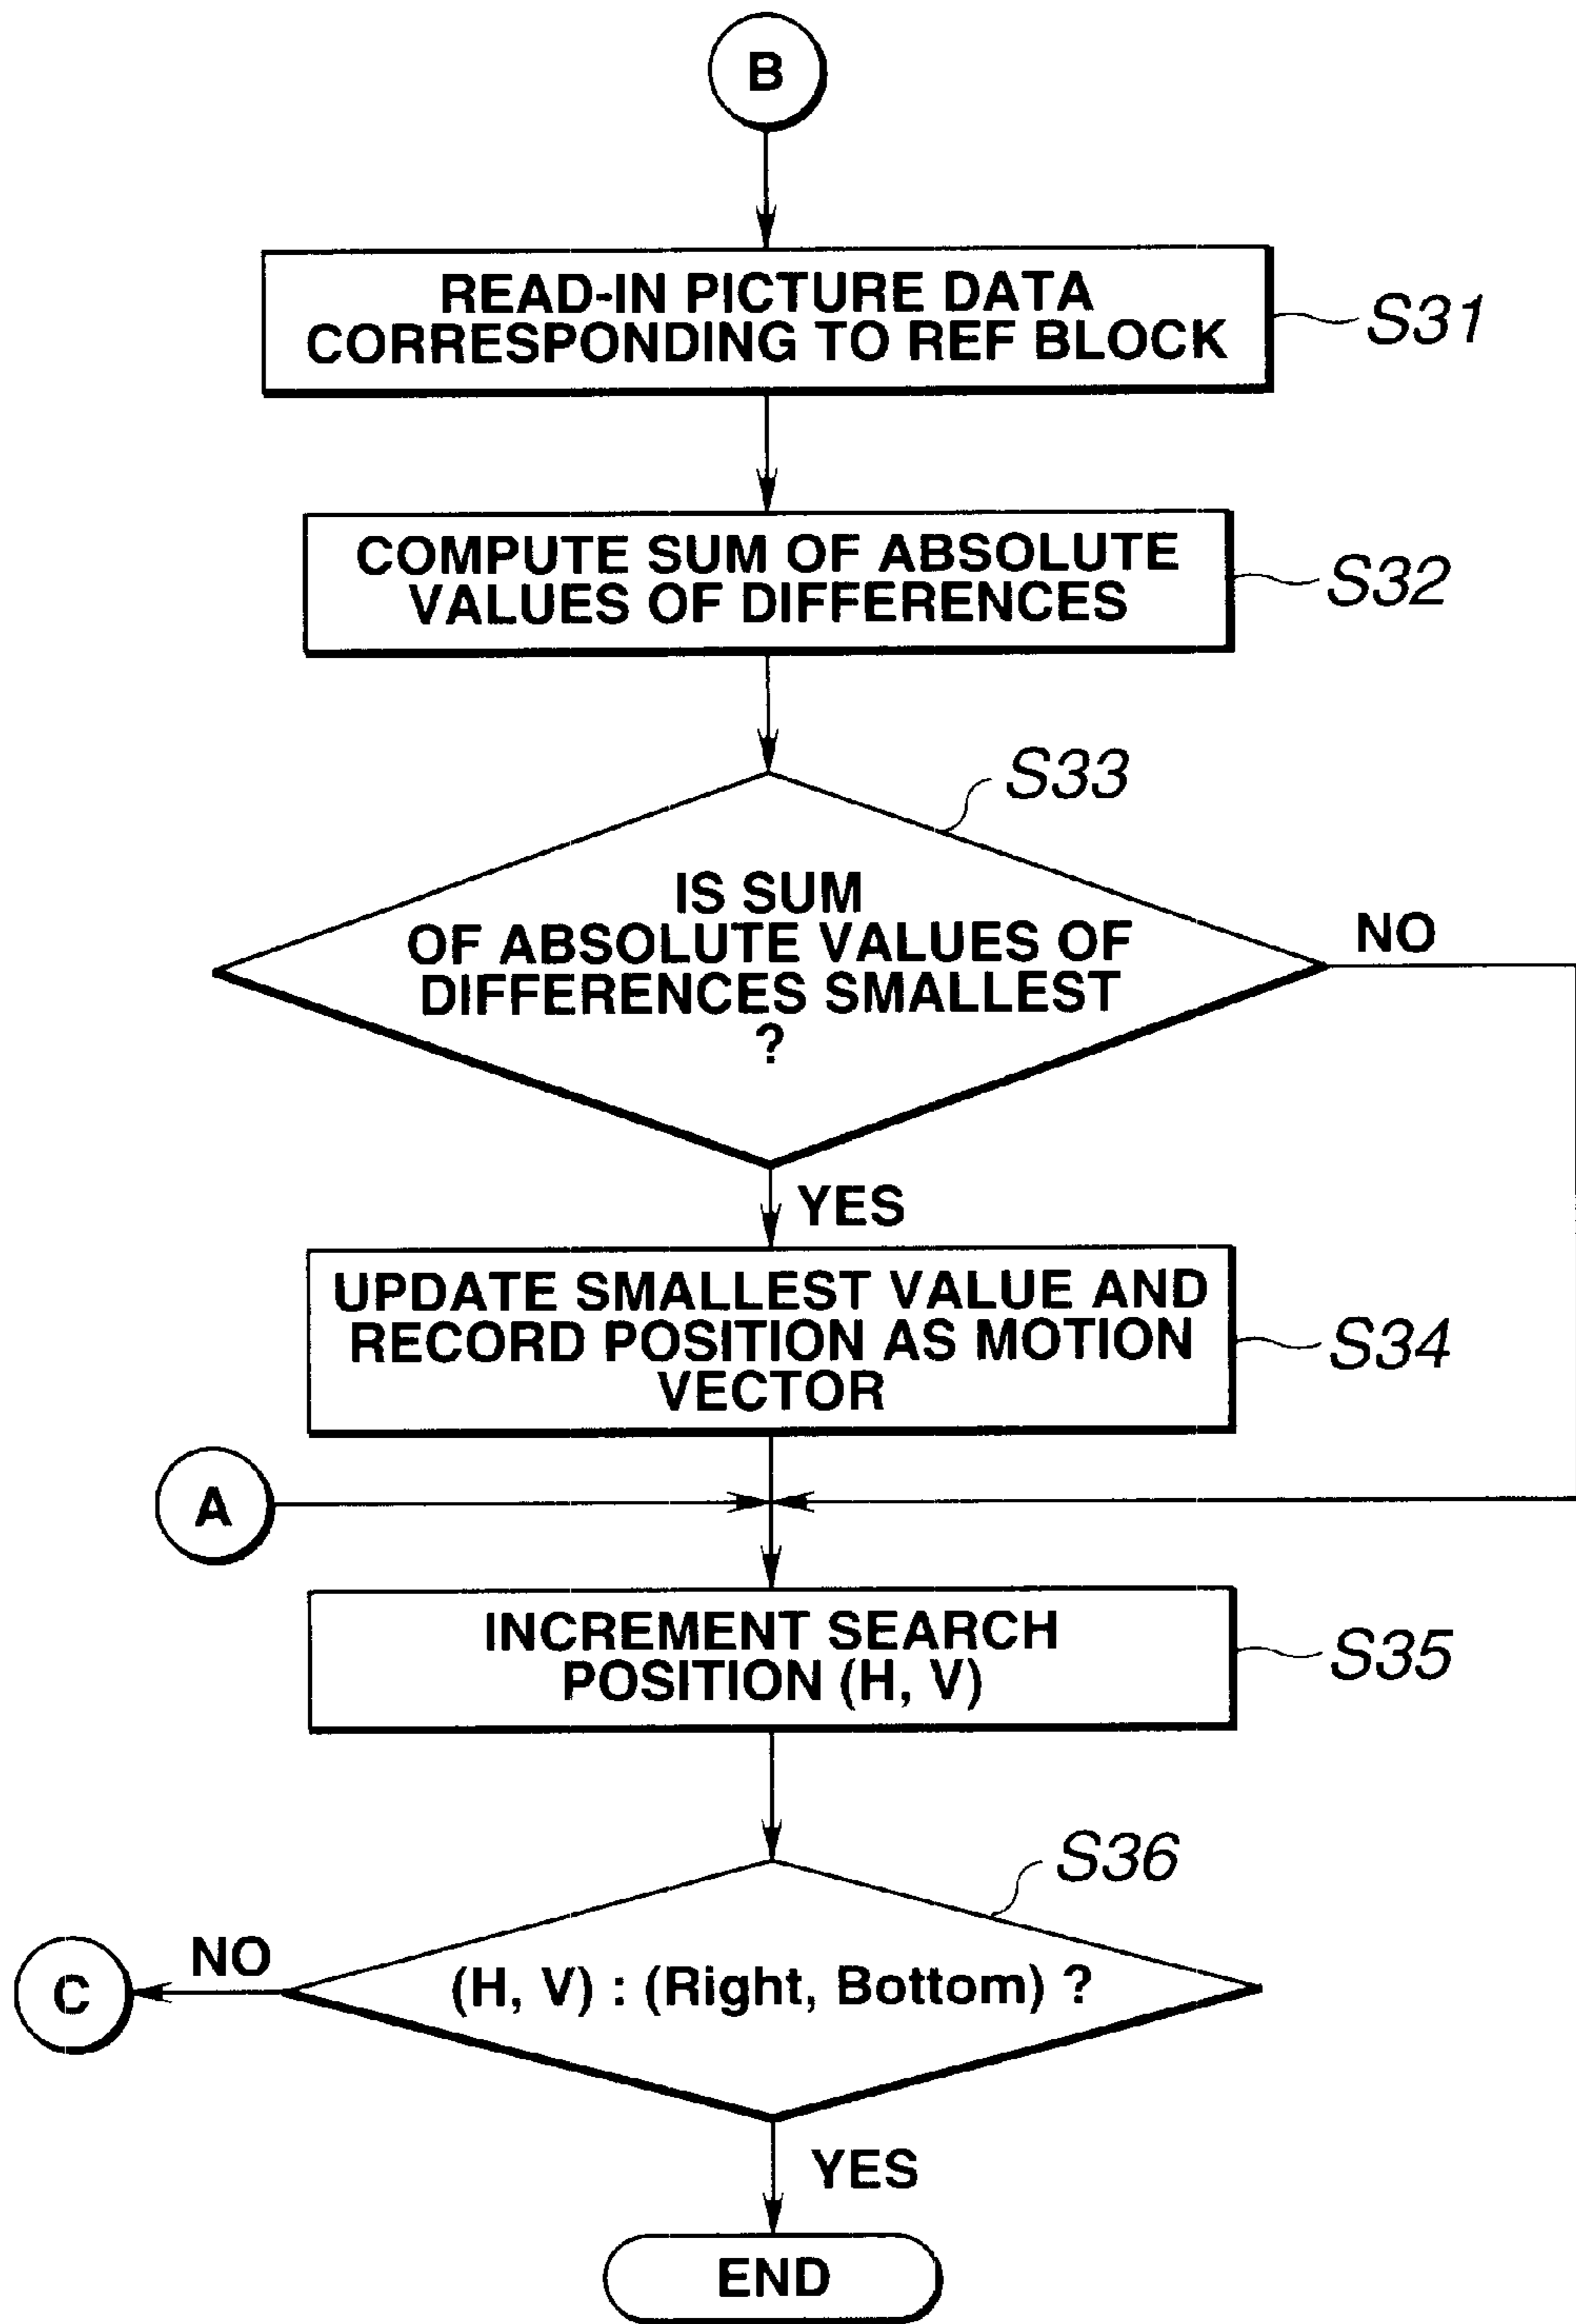 B
READ-IN PICTURE DATA
CORRESPONDING TO REF BLOCK
S31
COMPUTE SUM OF ABSOLUTE
VALUES OF DIFFERENCES
S32
S33
IS SUM
OF ABSOLUTE VALUES OF
DIFFERENCES SMALLEST
?
NO
YES
UPDATE SMALLEST VALUE AND
RECORD POSITION AS MOTION
VECTOR
S34
A
INCREMENT SEARCH
POSITION (H, V)
S35
S36
(H, V) : (Right, Bottom) ?
NO
C
YES
END